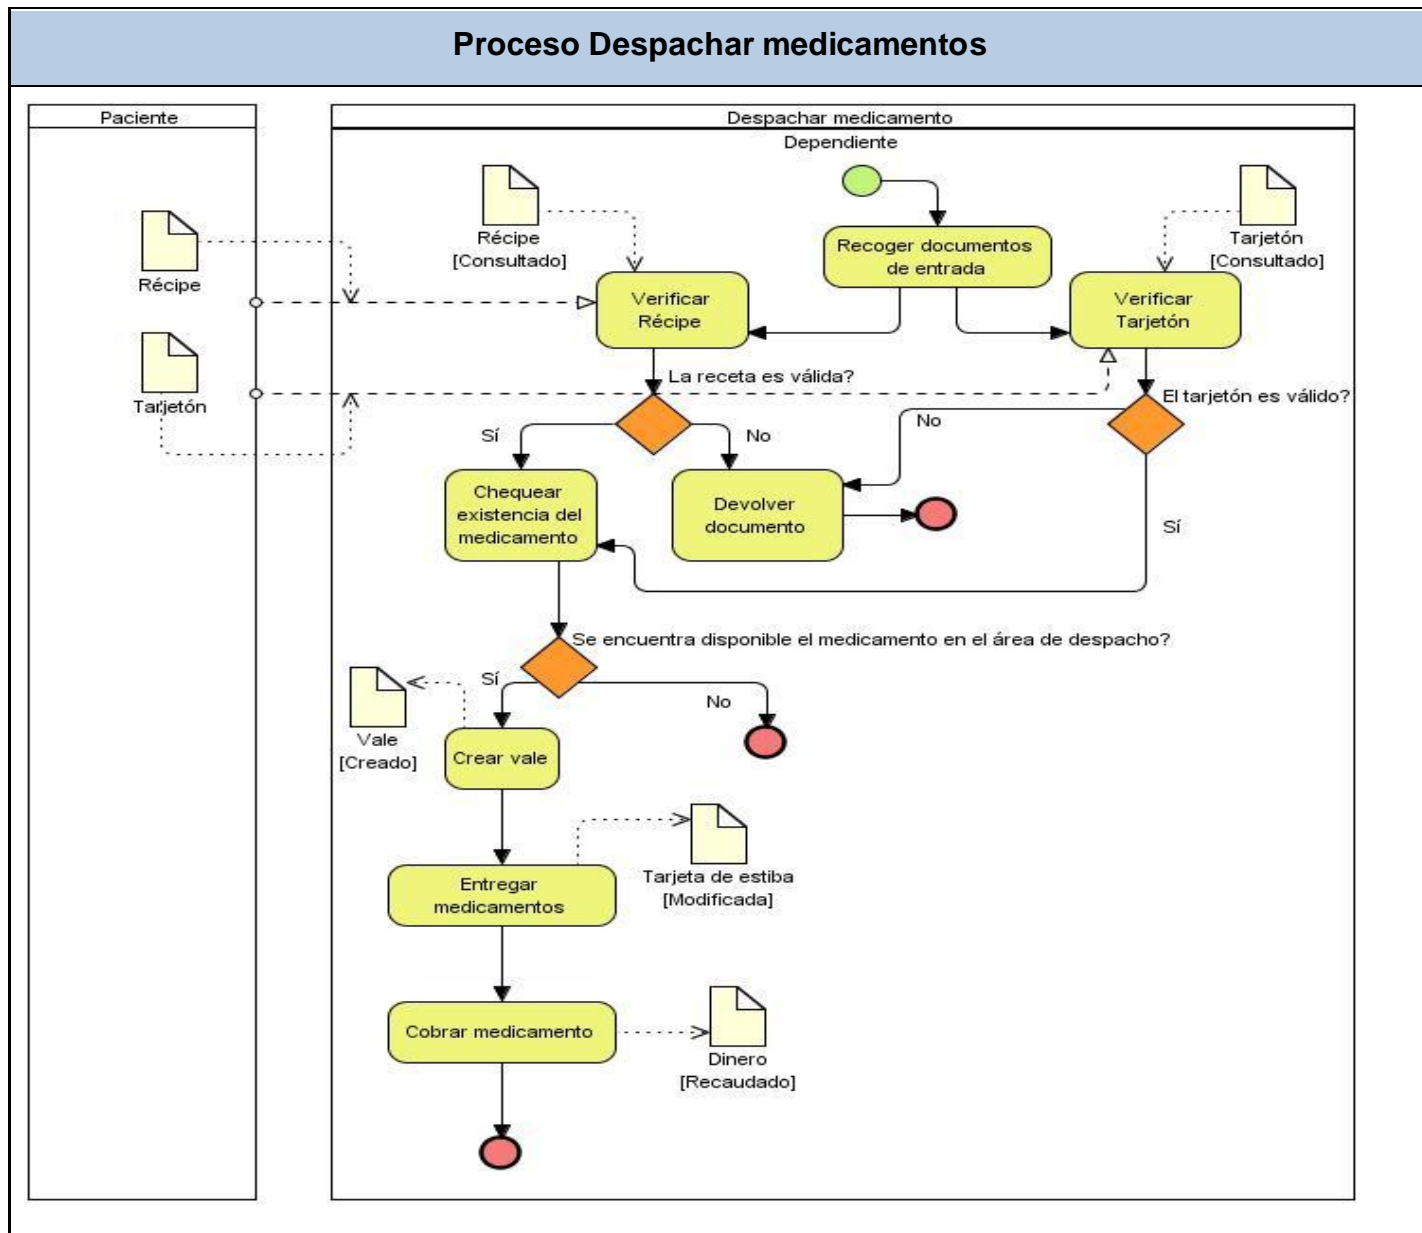 Proceso Despachar medicamentos
Paciente
Despachar medicamento
Dependiente
Récipe
[Consultado]
Recoger documentos
de entrada
Tarjetón
[Consultado]
Récipe
Verificar
Récipe
Verificar
Tarjetón
Tarjetón
La receta es válida?
El tarjetón es válido?
Sí
No
No
Chequear
existencia del
medicamento
Devolver
documento
Sí
Se encuentra disponible el medicamento en el área de despacho?
Sí
No
Vale
[Creado]
Crear vale
Entregar
medicamentos
Tarjeta de estiba
[Modificada]
Cobrar medicamento
Dinero
[Recaudado]